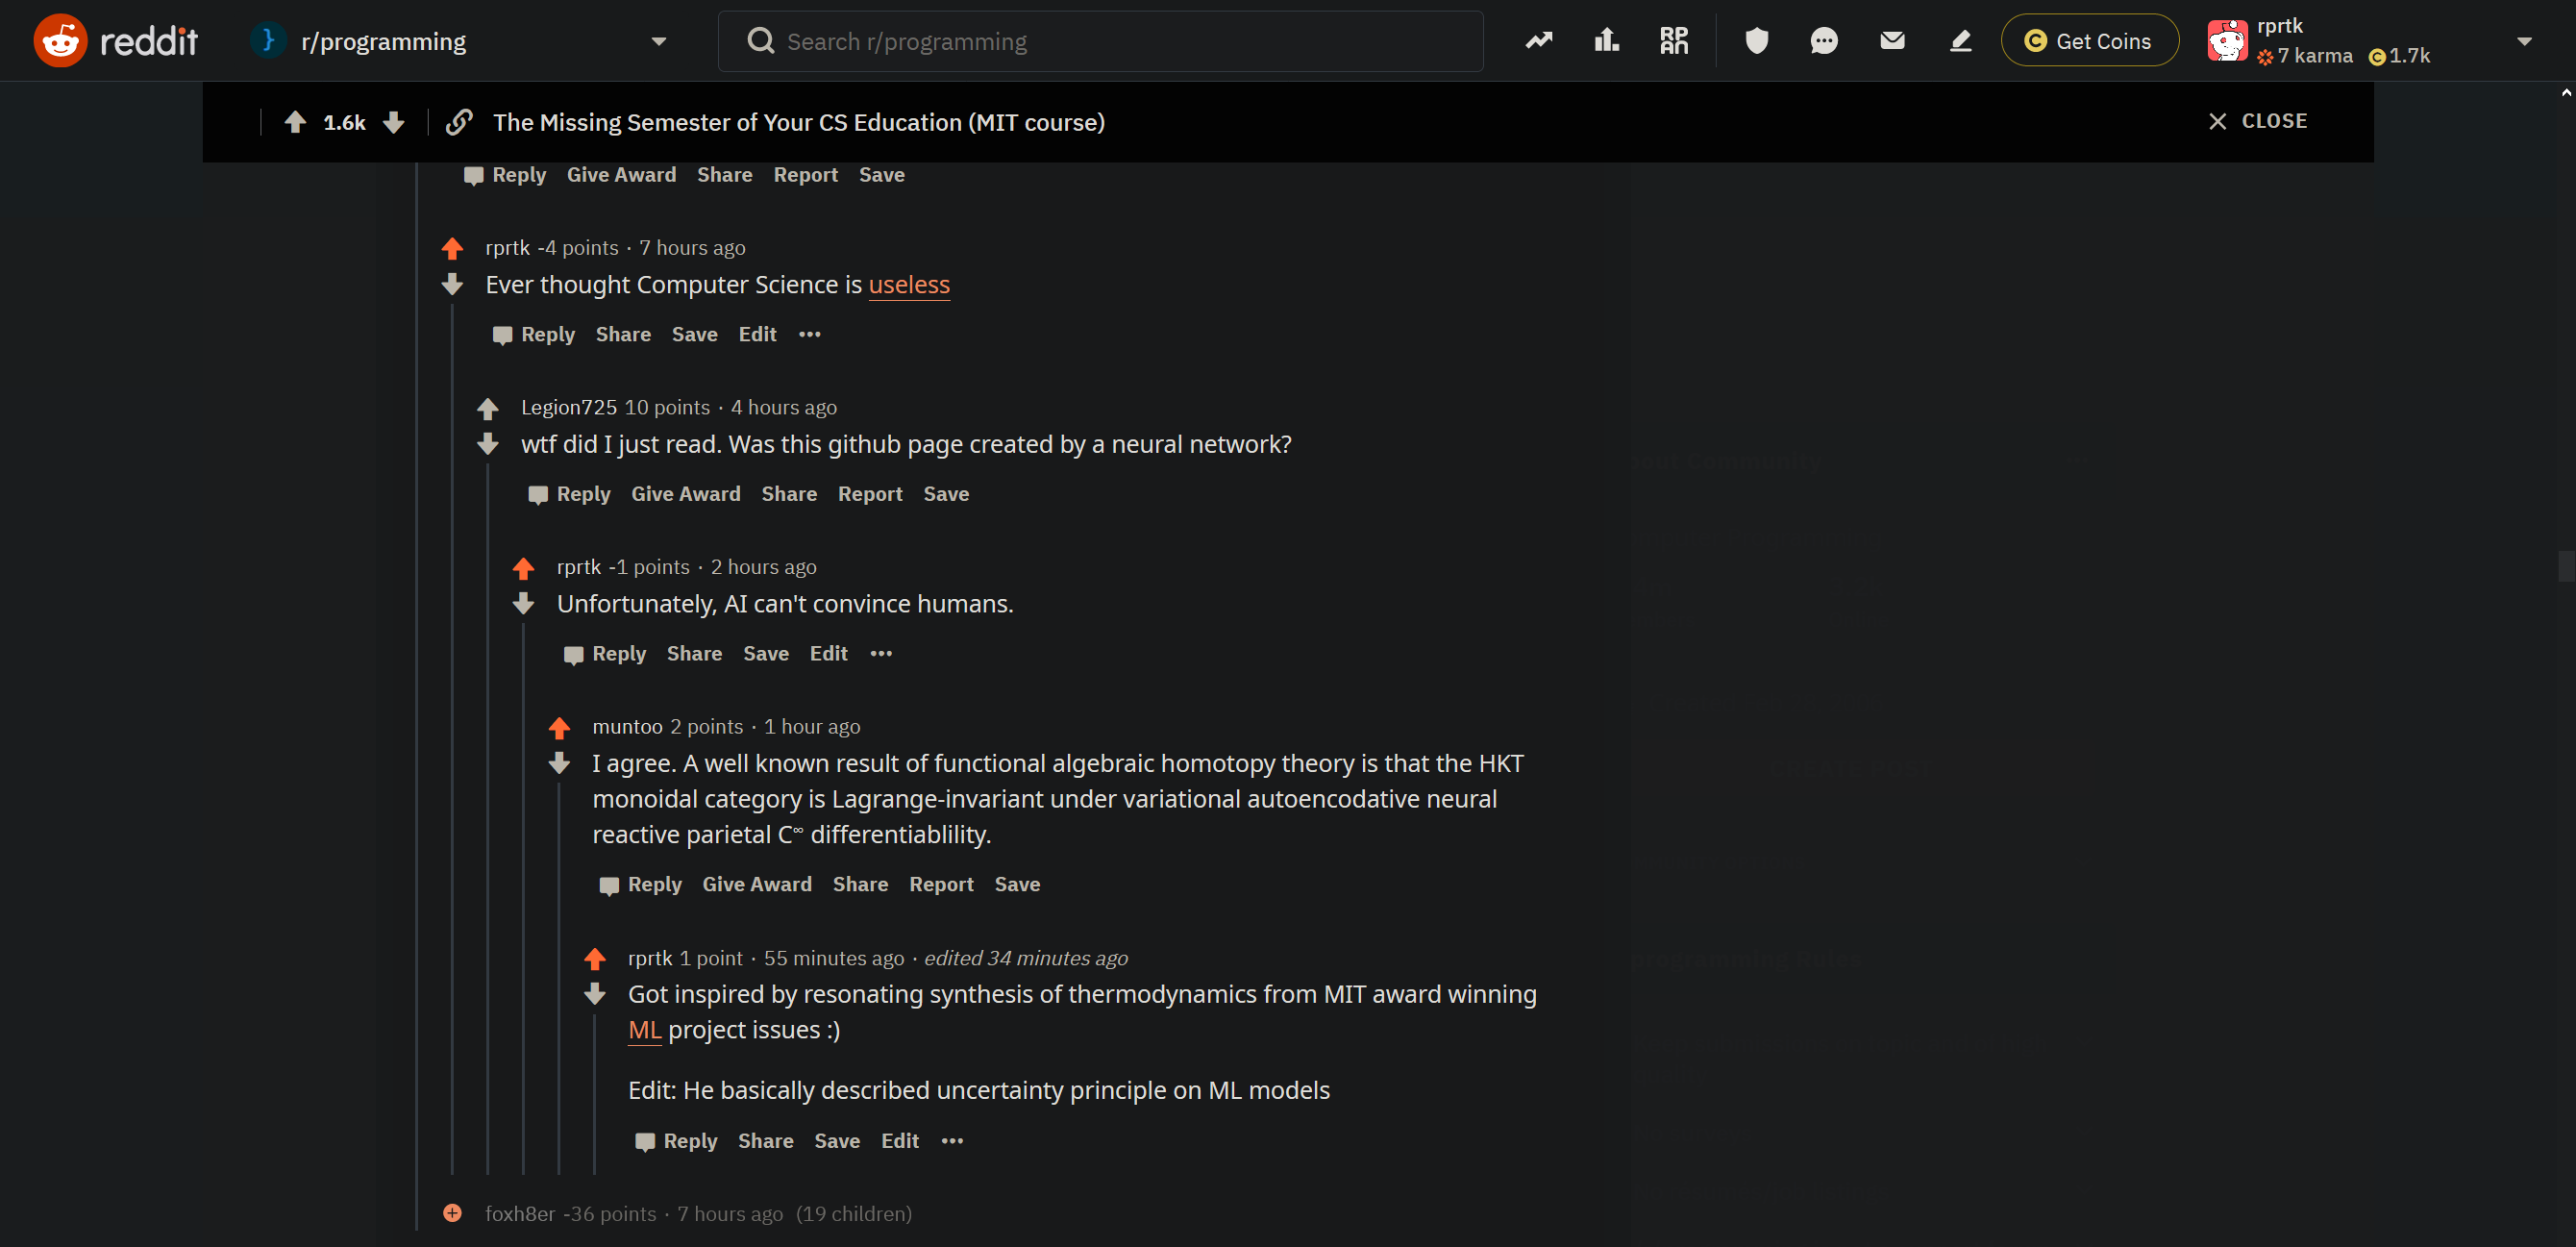 reddit
r/programming
Search r/programming
RPAN
Get Coins
rprtk
7 karma 1.7k
1.6k The Missing Semester of Your CS Education (MIT course)
CLOSE
Reply Give Award Share Report Save
rprtk -4 points · 7 hours ago
Ever thought Computer Science is useless
Reply Share Save Edit •••
Legion725 10 points · 4 hours ago
wtf did I just read. Was this github page created by a neural network?
Reply Give Award Share Report Save
rprtk -1 points · 2 hours ago
Unfortunately, AI can't convince humans.
Reply Share Save Edit •••
muntoo 2 points · 1 hour ago
I agree. A well known result of functional algebraic homotopy theory is that the HKT
monoidal category is Lagrange-invariant under variational autoencodative neural
reactive parietal C∞ differentiablility.
Reply Give Award Share Report Save
rprtk 1 point · 55 minutes ago · edited 34 minutes ago
Got inspired by resonating synthesis of thermodynamics from MIT award winning
ML project issues :)
Edit: He basically described uncertainty principle on ML models
Reply Share Save Edit •••
foxh8er -36 points · 7 hours ago (19 children)